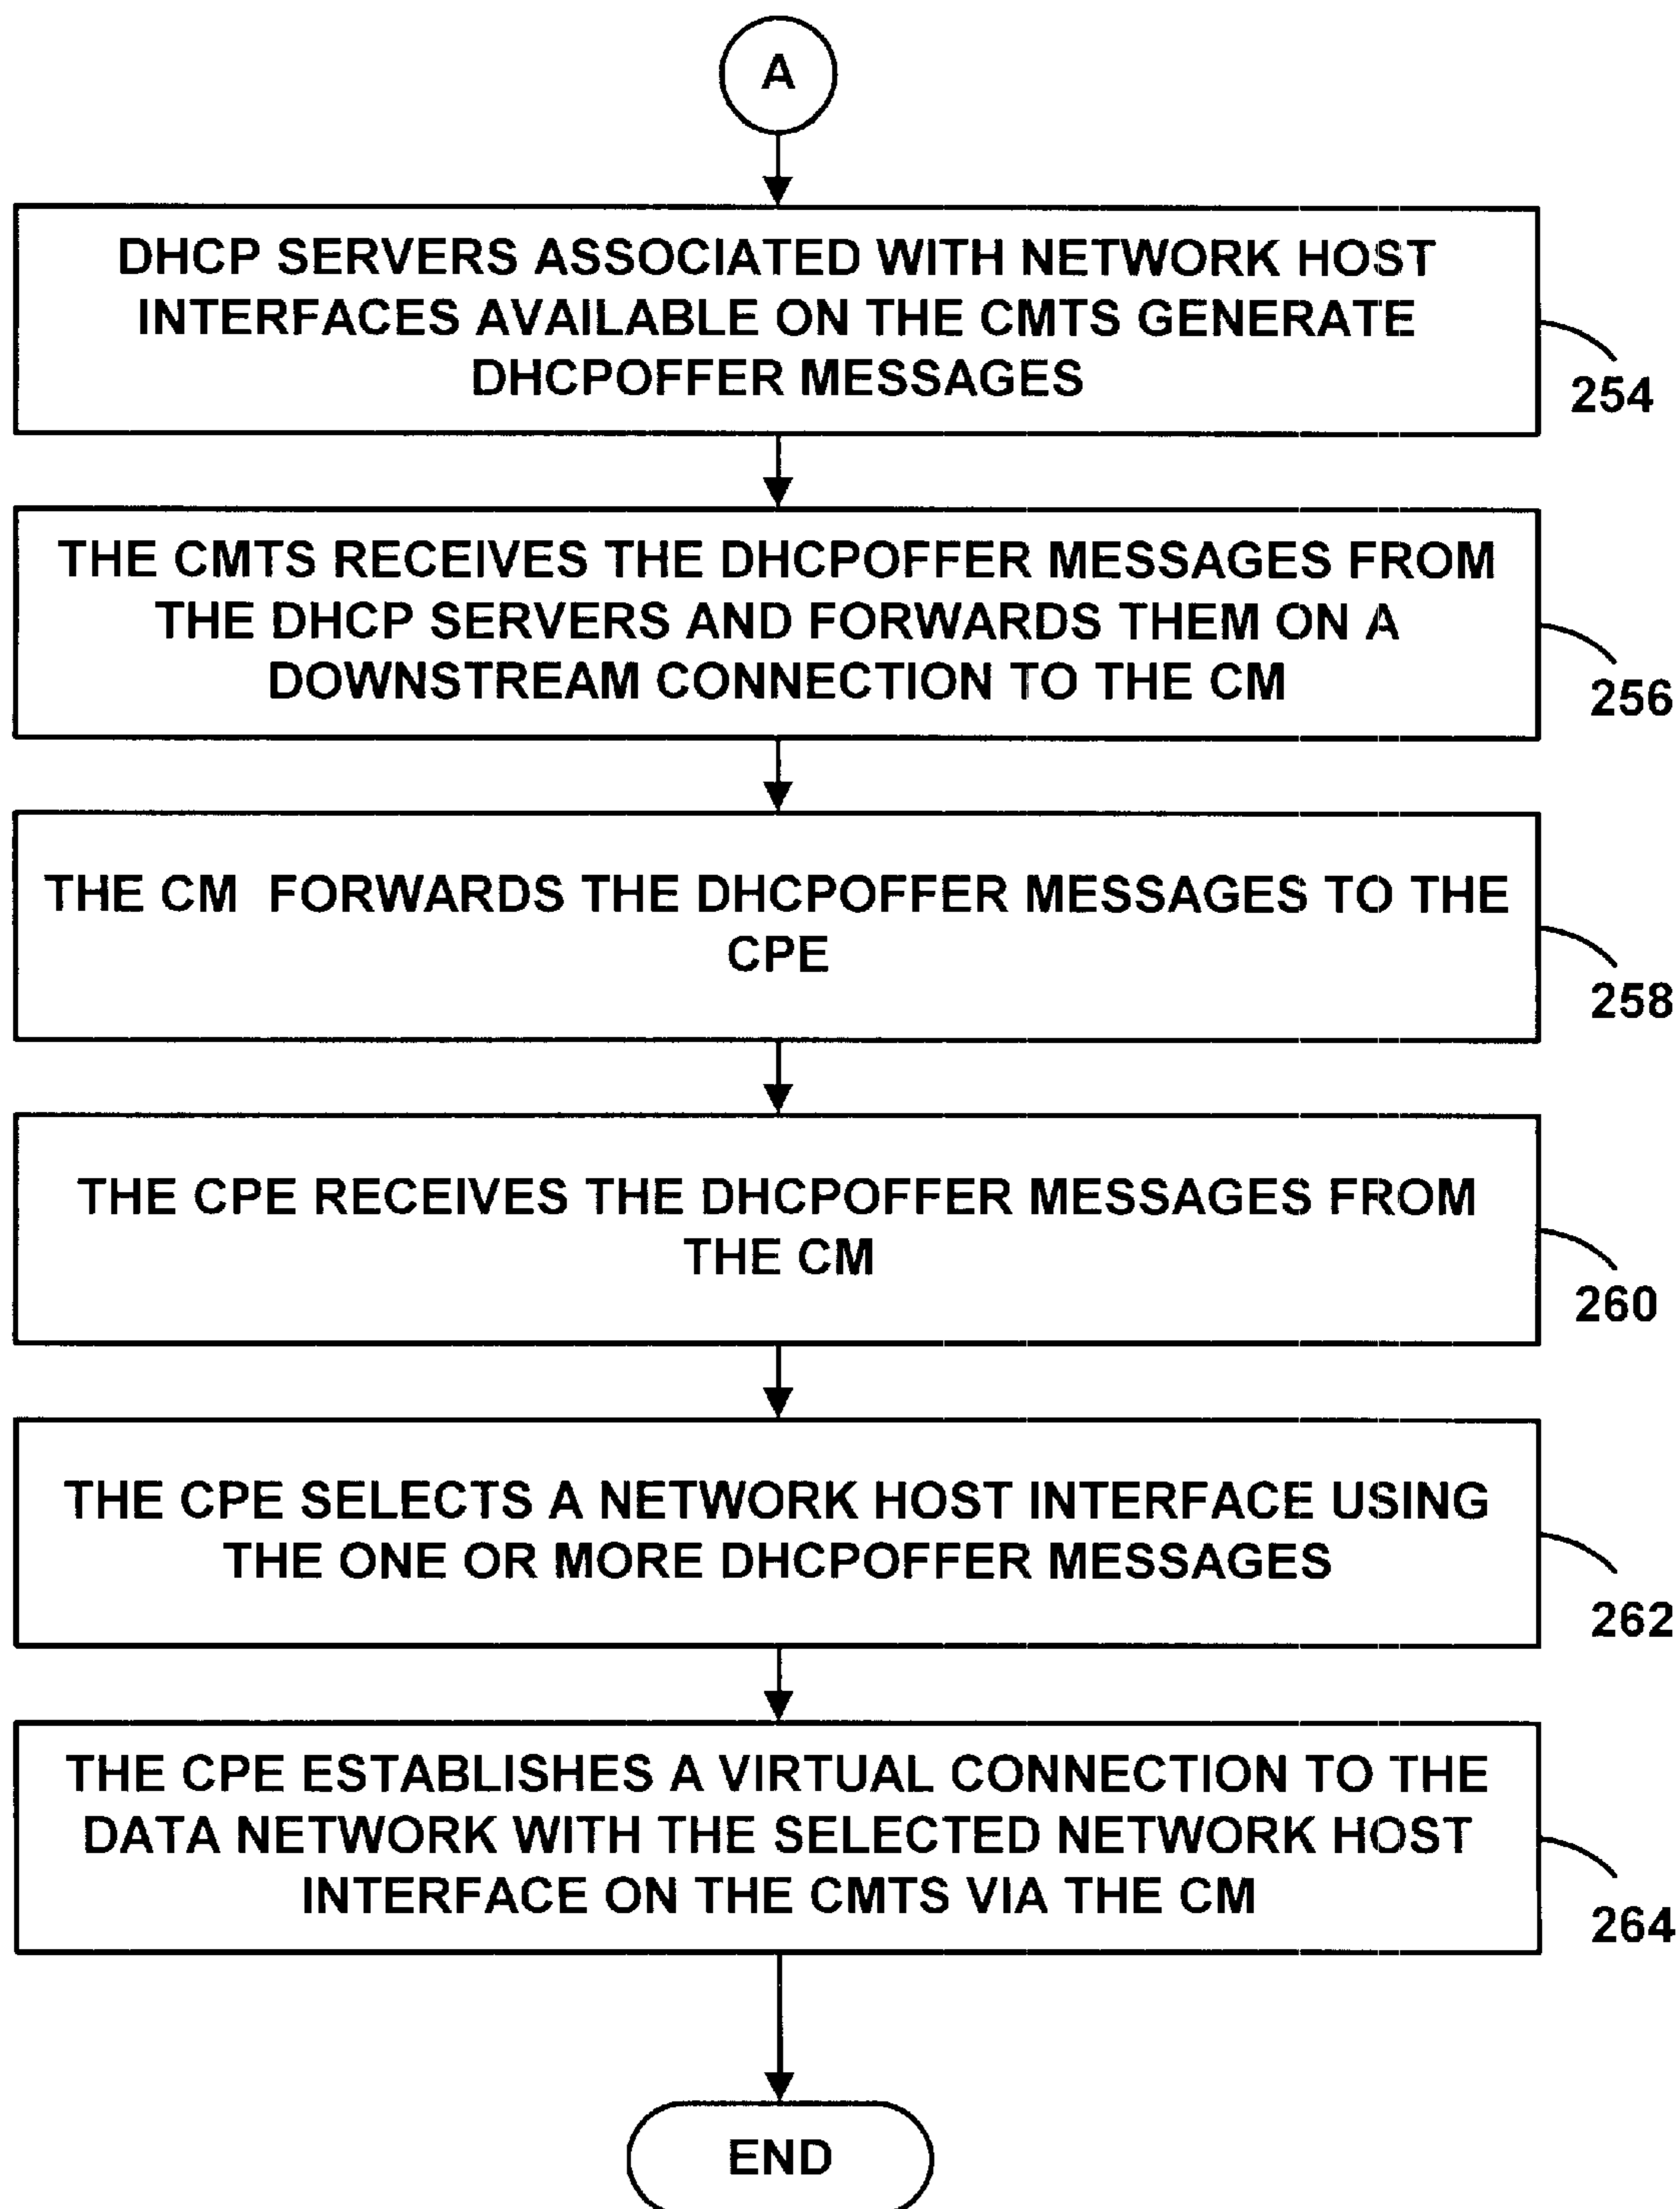 A
DHCP SERVERS ASSOCIATED WITH NETWORK HOST
INTERFACES AVAILABLE ON THE CMTS GENERATE
DHCPOFFER MESSAGES
254
THE CMTS RECEIVES THE DHCPOFFER MESSAGES FROM
THE DHCP SERVERS AND FORWARDS THEM ON A
DOWNSTREAM CONNECTION TO THE CM
256
THE CM FORWARDS THE DHCPOFFER MESSAGES TO THE
CPE
258
THE CPE RECEIVES THE DHCPOFFER MESSAGES FROM
THE CM
260
THE CPE SELECTS A NETWORK HOST INTERFACE USING
THE ONE OR MORE DHCPOFFER MESSAGES
262
THE CPE ESTABLISHES A VIRTUAL CONNECTION TO THE
DATA NETWORK WITH THE SELECTED NETWORK HOST
INTERFACE ON THE CMTS VIA THE CM
264
END